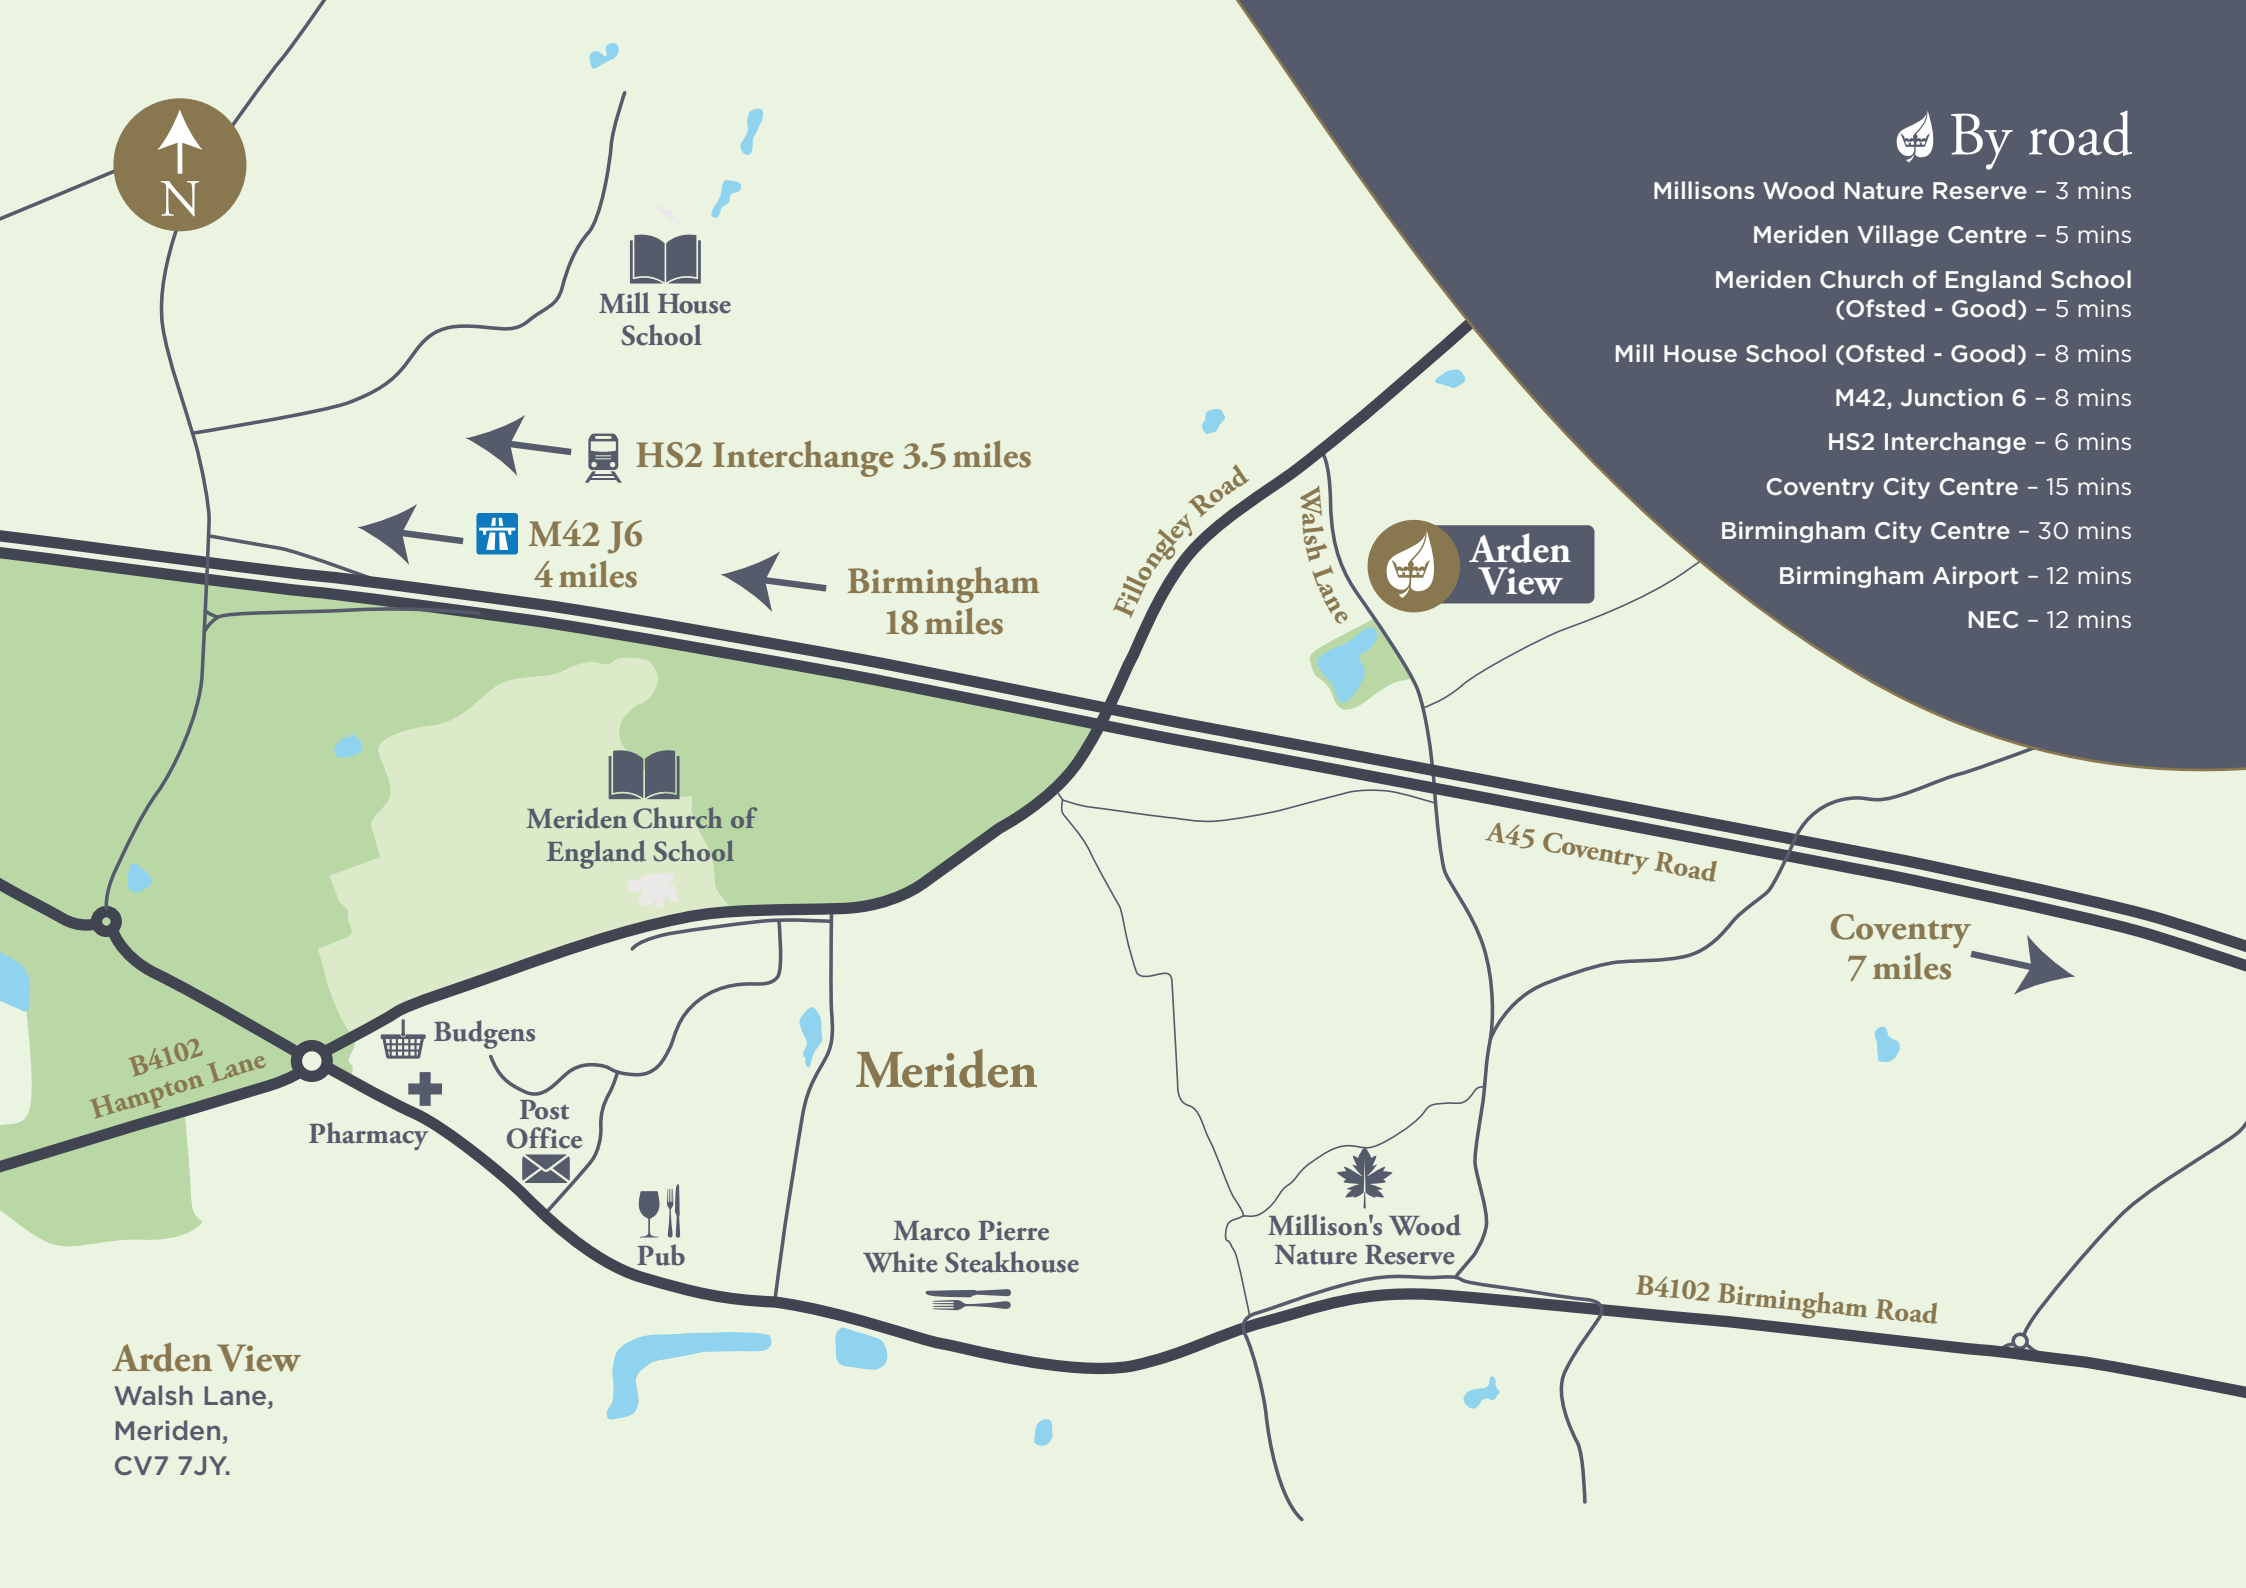 N
By road
Millisons Wood Nature Reserve – 3 mins
Meriden Village Centre – 5 mins
Meriden Church of England School
(Ofsted - Good) – 5 mins
Mill House School (Ofsted - Good) – 8 mins
M42, Junction 6 – 8 mins
HS2 Interchange – 6 mins
Coventry City Centre – 15 mins
Birmingham City Centre – 30 mins
Birmingham Airport – 12 mins
NEC – 12 mins
Mill House
School
HS2 Interchange 3.5 miles
M42 J6
4 miles
Birmingham
18 miles
Fillongley Road
Walsh Lane
Arden
View
Meriden Church of
England School
A45 Coventry Road
Coventry
7 miles
B4102
Hampton Lane
Budgens
Pharmacy
Post
Office
Pub
Meriden
Marco Pierre
White Steakhouse
Millison's Wood
Nature Reserve
B4102 Birmingham Road
Arden View
Walsh Lane,
Meriden,
CV7 7JY.